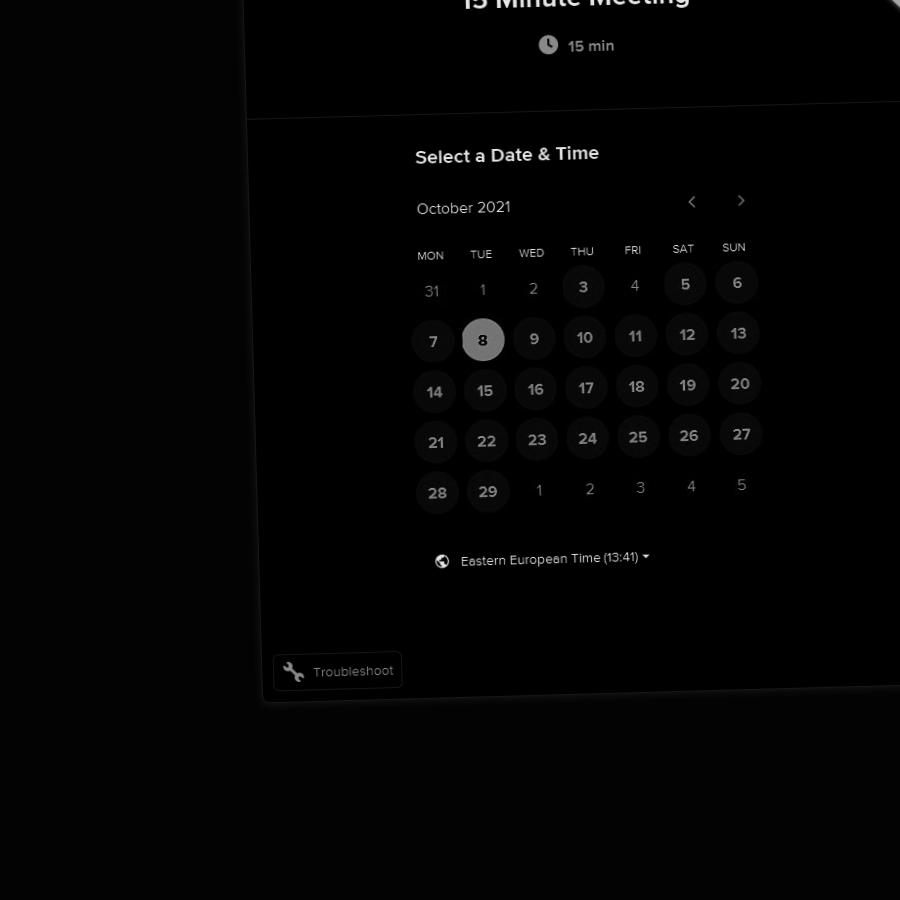 15 Minute Meeting
15 min
Select a Date & Time
October 2021
MON TUE WED THU FRI SAT SUN
31 1 2 3 4 5 6
7 8 9 10 11 12 13
14 15 16 17 18 19 20
21 22 23 24 25 26 27
28 29 1 2 3 4 5
Eastern European Time (13:41)
Troubleshoot